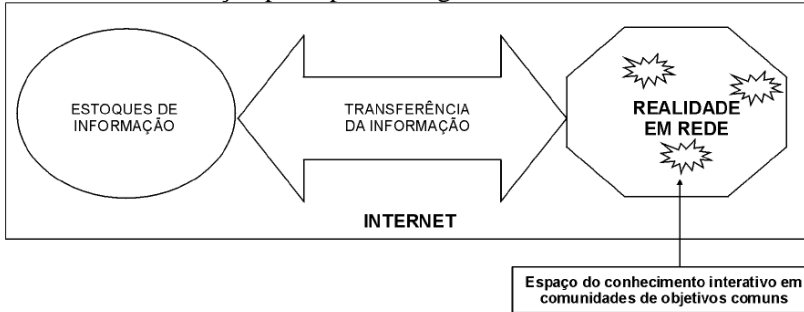 ESTOQUES DE
INFORMAÇÃO
TRANSFERÊNCIA
DA INFORMAÇÃO
REALIDADE
EM REDE
INTERNET
Espaço do conhecimento interativo em
comunidades de objetivos comuns